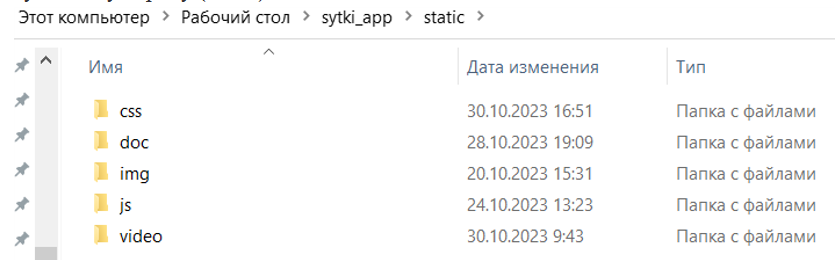 Этот компьютер > Рабочий стол > sytki_app > static >
Имя Дата изменения Тип
css 30.10.2023 16:51 Папка с файлами
doc 28.10.2023 19:09 Папка с файлами
img 20.10.2023 15:31 Папка с файлами
js 24.10.2023 13:23 Папка с файлами
video 30.10.2023 9:43 Папка с файлами